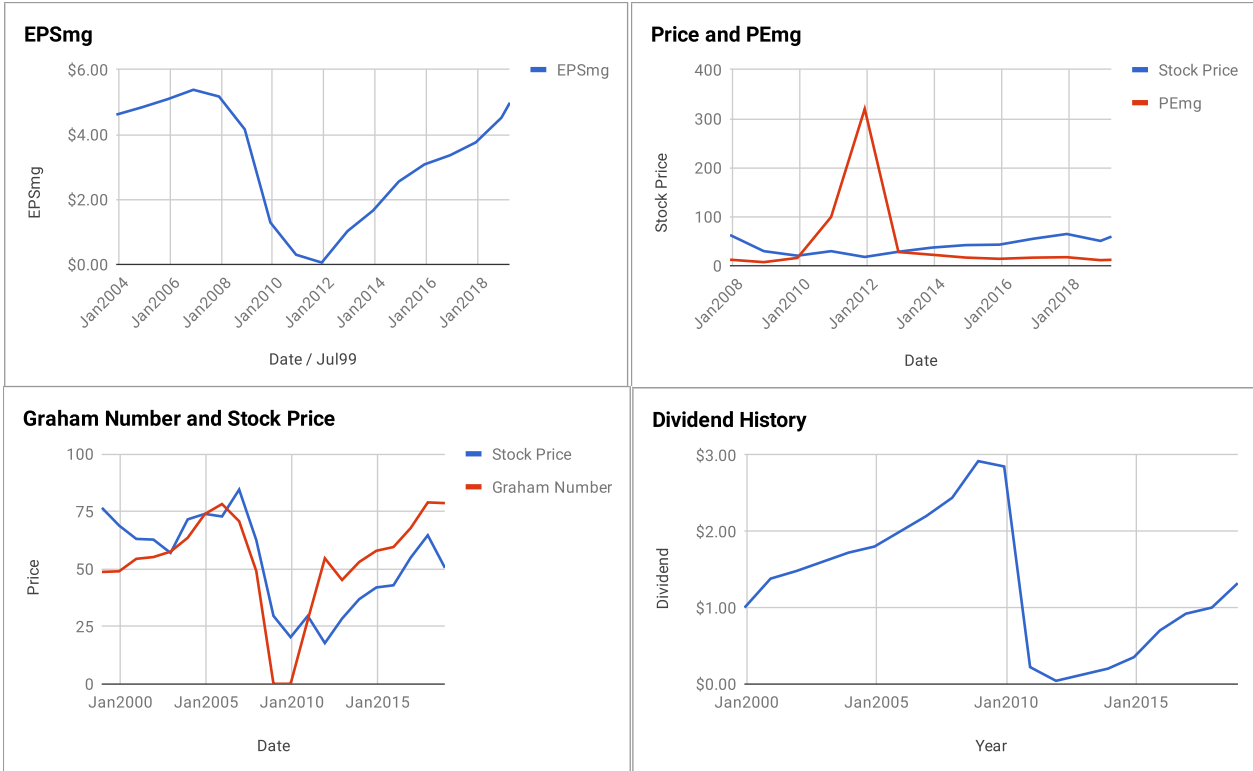 EPSmg
$6.00
$4.00
$2.00
$0.00
EPSmg
Jan2004
Jan2006
Jan2008
Jan2010
Jan2012
Jan2014
Jan2016
Jan2018
Date / Jul99
EPSmg
Price and PEmg
400
300
200
100
0
Stock Price
Jan2008
Jan2010
Jan2012
Jan2014
Jan2016
Jan2018
Date
Stock Price
PEmg
Graham Number and Stock Price
100
75
50
25
0
Price
Jan2000
Jan2005
Jan2010
Jan2015
Date
Stock Price
Graham Number
Dividend History
$3.00
$2.00
$1.00
$0.00
Dividend
Jan2000
Jan2005
Jan2010
Jan2015
Year